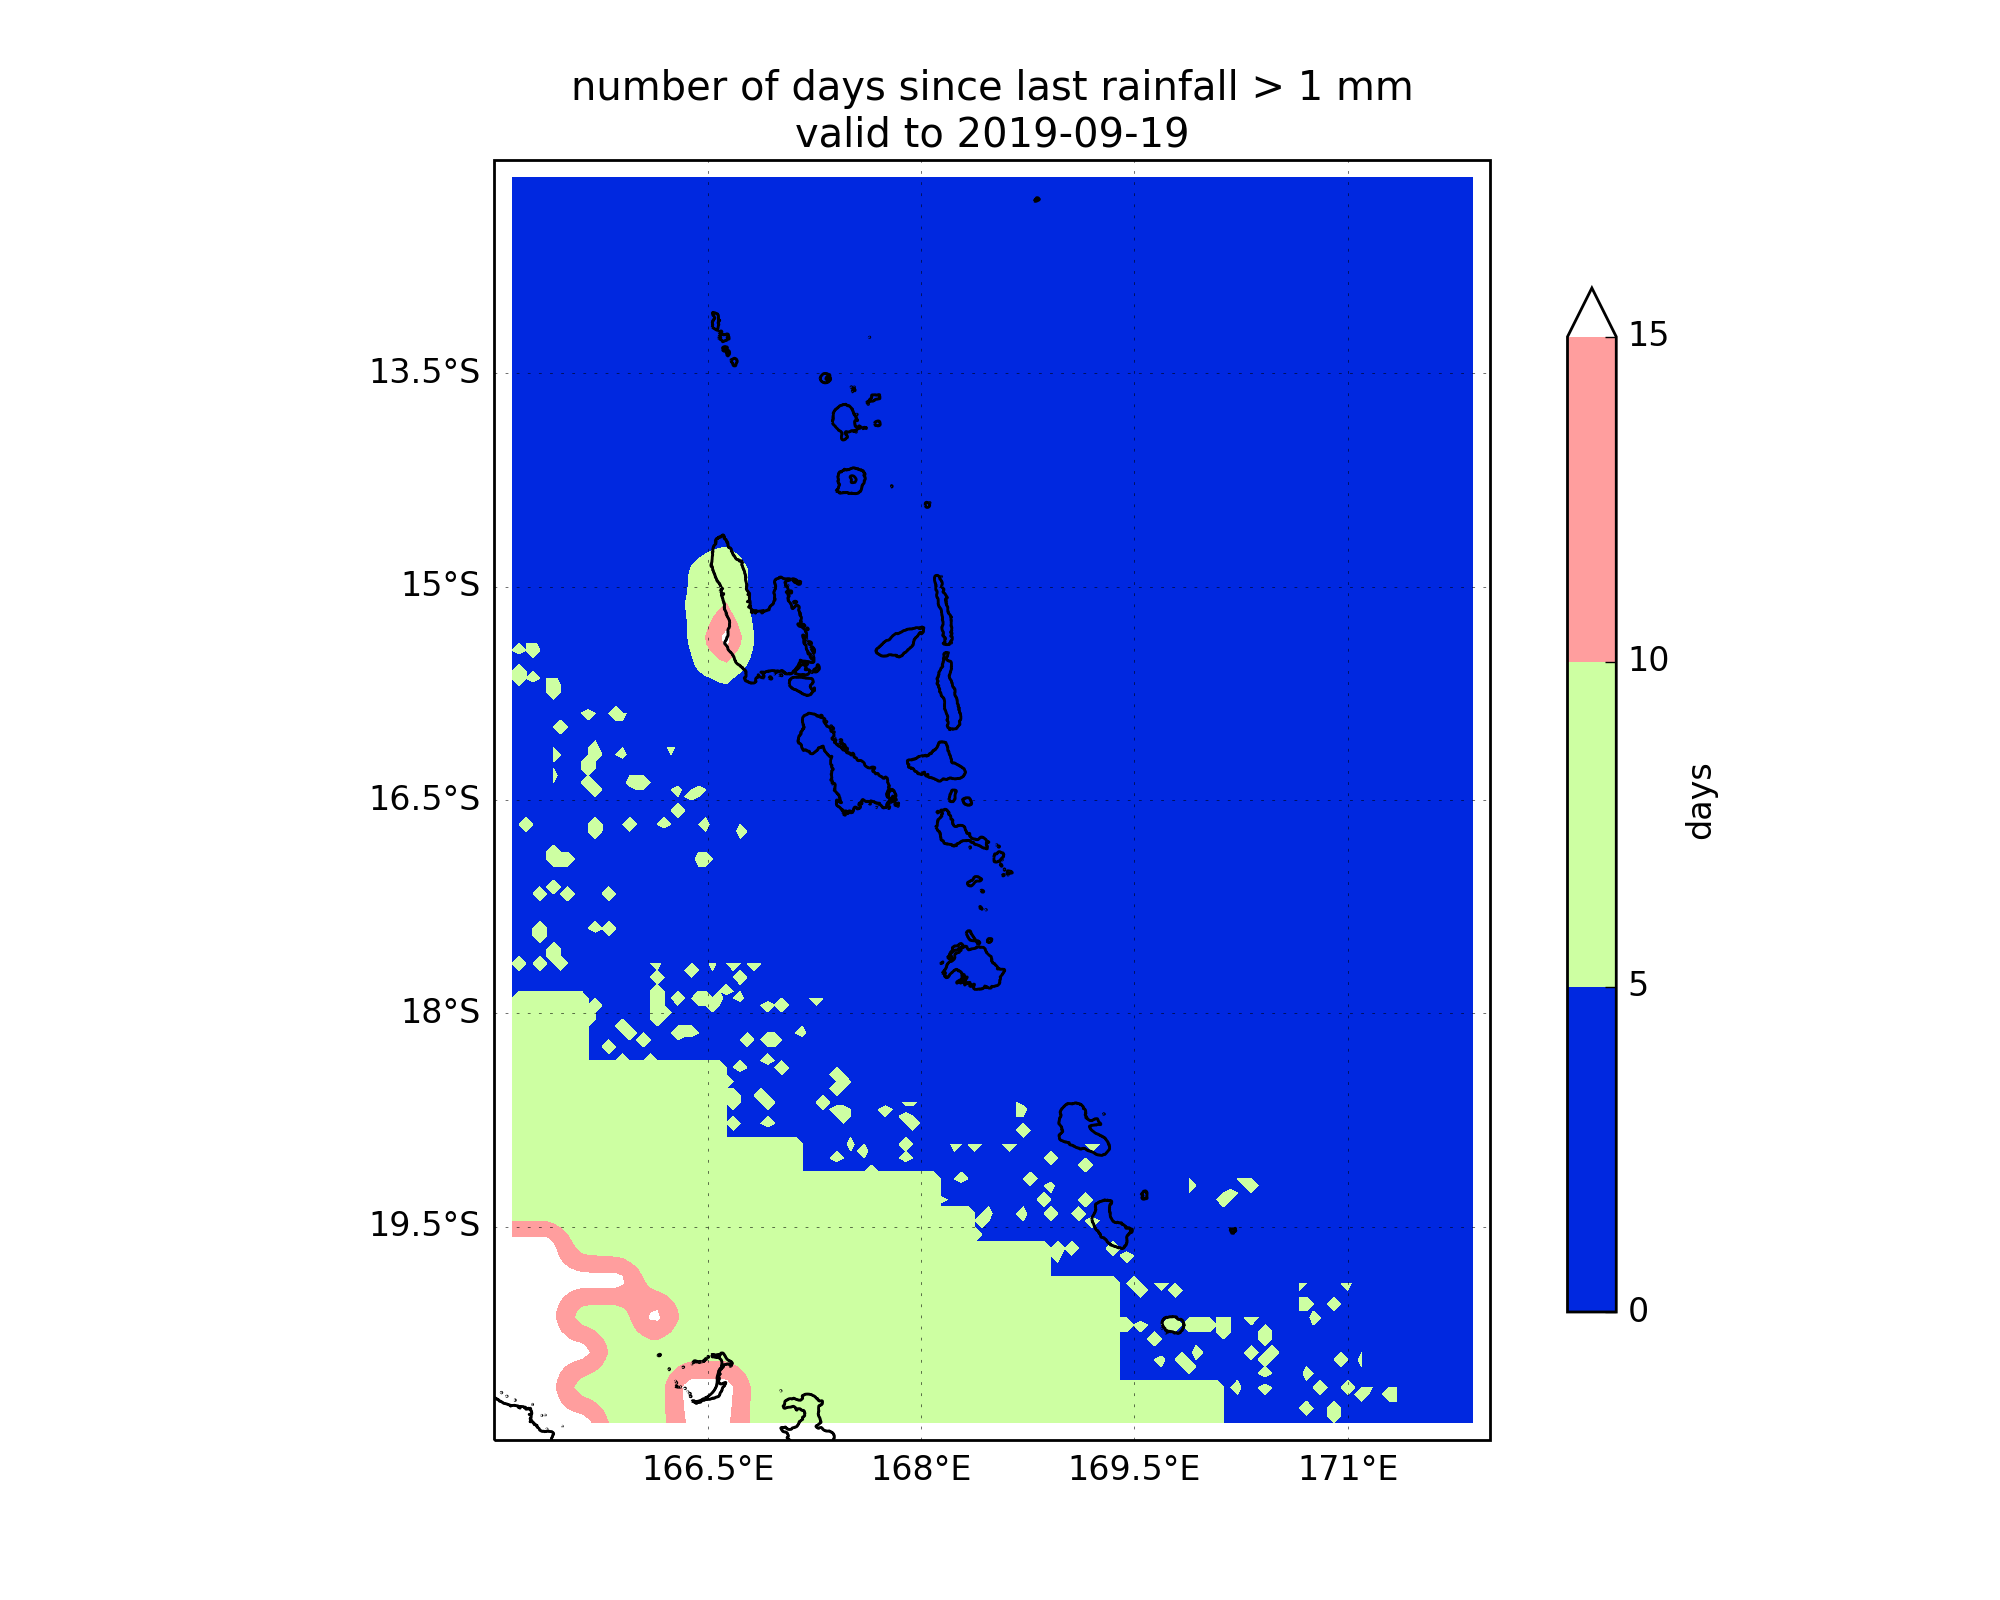 number of days since last rainfall > 1 mm
valid to 2019-09-19
13.5°S
15°S
16.5°S
18°S
19.5°S
166.5°E
168°E
169.5°E
171°E
15
10
5
0
days